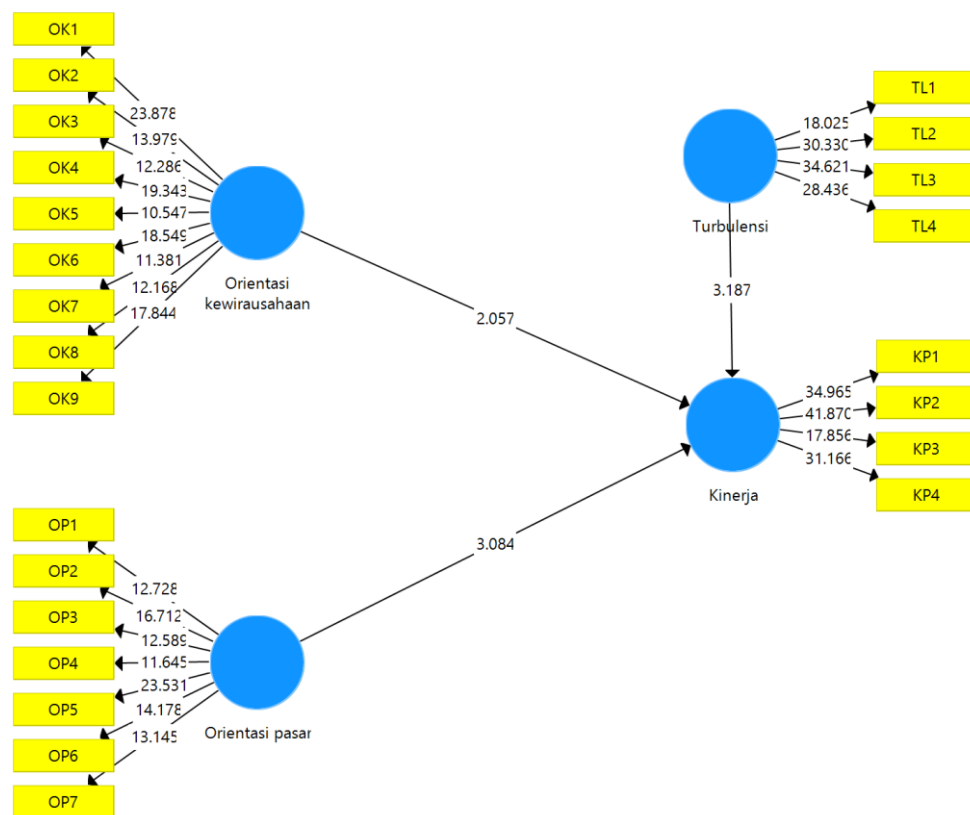 OK1
OK2
OK3
OK4
OK5
OK6
OK7
OK8
OK9
23.878
13.979
12.286
19.343
10.547
18.549
11.381
12.168
17.844
Orientasi
kewirausahaan
2.057
Turbulensi
18.025
30.330
34.621
28.436
TL1
TL2
TL3
TL4
3.187
Kinerja
34.965
41.870
17.856
31.166
KP1
KP2
KP3
KP4
3.084
OP1
OP2
OP3
OP4
OP5
OP6
OP7
12.728
16.712
12.589
11.645
23.531
14.178
13.145
Orientasi pasar